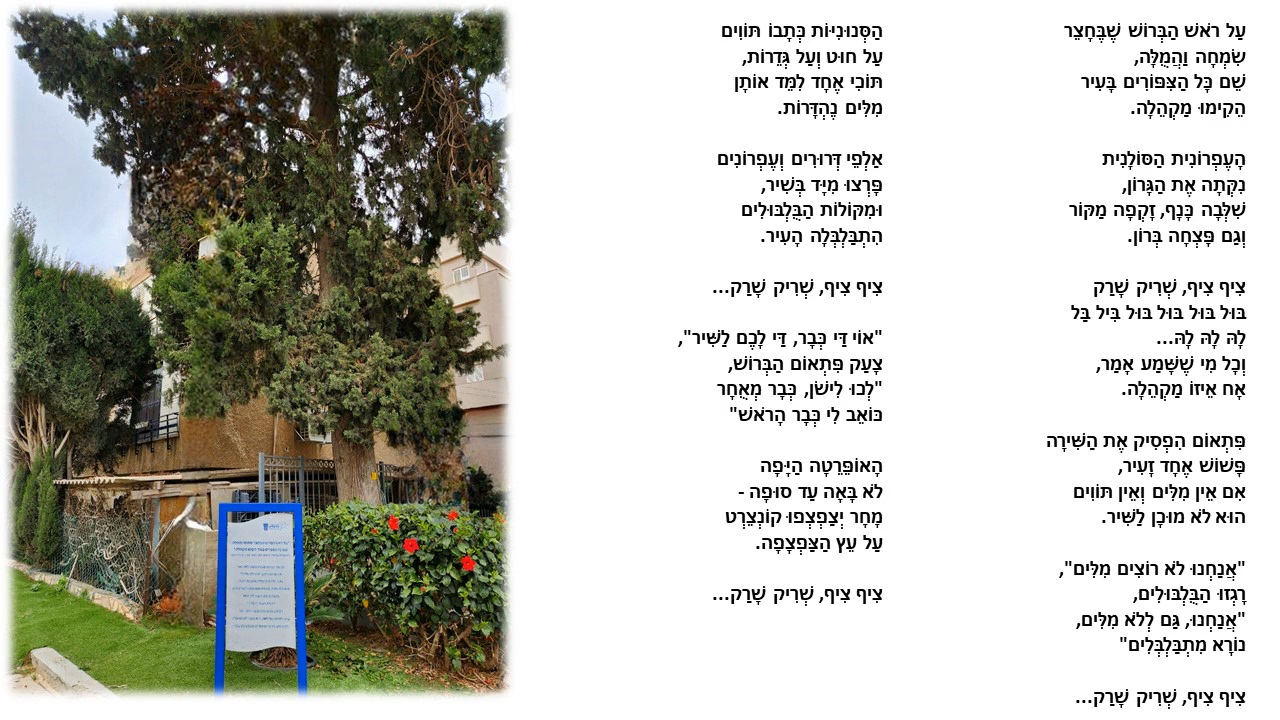 עַל רֹאשׁ הַבְּרוֹשׁ שֶׁבֶּחָצֵר
שִׂמְחָה וַהֲמֻלָּה,
שָׁם כָּל הַצִּפּוֹרִים בָּעִיר
הֵקִימוּ מַקְהֵלָה.
הָעֶפְרוֹנִית הַסּוֹלָנִית
נִקְּתָה אֶת הַגָּרוֹן,
שִׁלְּבָה כָּנָף, זָקְפָה מַקּוֹר
וְגַם פָּצְחָה בְּרוֹן.
צִיף צִיף, שְׁרִיק שָׁרַק
בּוּל בּוּל בּוּל בּוּל בִּיל בַּל
לָהּ לָהּ לָהּ...
וְכָל מִי שֶׁשָּׁמַע אָמַר,
אָח אֵיזוֹ מַקְהֵלָה.
פִּתְאוֹם הִפְסִיק אֶת הַשִּׁירָה
פָּשׁוֹשׁ אֶחָד זָעִיר,
אִם אֵין מִלִּים וְאֵין תּוֹוִים
הוּא לֹא מוּכָן לַשִּׁיר.
"אֲנַחְנוּ לֹא רוֹצִים מִלִּים",
רָגְזוּ הַבֻּלְבּוּלִים,
"אֲנַחְנוּ, גַּם לְלֹא מִלִּים,
נוֹרָא מִתְבַּלְבְּלִים"
צִיף צִיף, שְׁרִיק שָׁרַק...
הַסְּנוּנִיּוֹת כְּתָבוֹ תּוֹוִים
עַל חוּט וְעַל גְּדֵרוֹת,
תּוּכִּי אֶחָד לִמֵּד אוֹתָן
מִלִּים נֶהְדָּרוֹת.
אַלְפֵי דְּרוּרִים וְעֶפְרוֹנִים
פָּרְצוּ מִיָּד בְּשִׁיר,
וּמִקּוֹלוֹת הַבֻּלְבּוּלִים
הִתְבַּלְבְּלָה הָעִיר.
צִיף צִיף, שְׁרִיק שָׁרַק...
"אוֹי דַּי כְּבָר, דַּי לָכֶם לַשִּׁיר",
צָעַק פִּתְאוֹם הַבְּרוֹשׁ,
"לְכוּ לִישֹׁן, כְּבָר מְאֻחָר
כּוֹאֵב לִי כְּבָר הָרֹאשׁ"
הָאוֹפֵּרֵטָה הַיָּפָה
לֹא בָּאָה עַד סוּפָהּ -
מָחָר יְצַפְצְפוּ קוֹנְצֵרְט
עַל עֵץ הַצַּפְצָפָה.
צִיף צִיף, שְׁרִיק שָׁרַק...